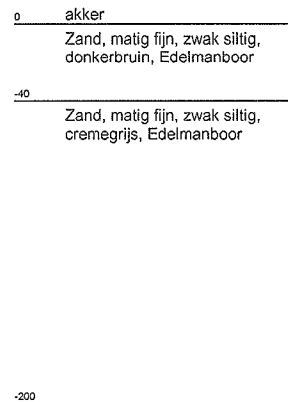 0 akker
Zand, matig fijn, zwak siltig,
donkerbruin, Edelmanboor
-40
Zand, matig fijn, zwak siltig,
cremegrijs, Edelmanboor
-200